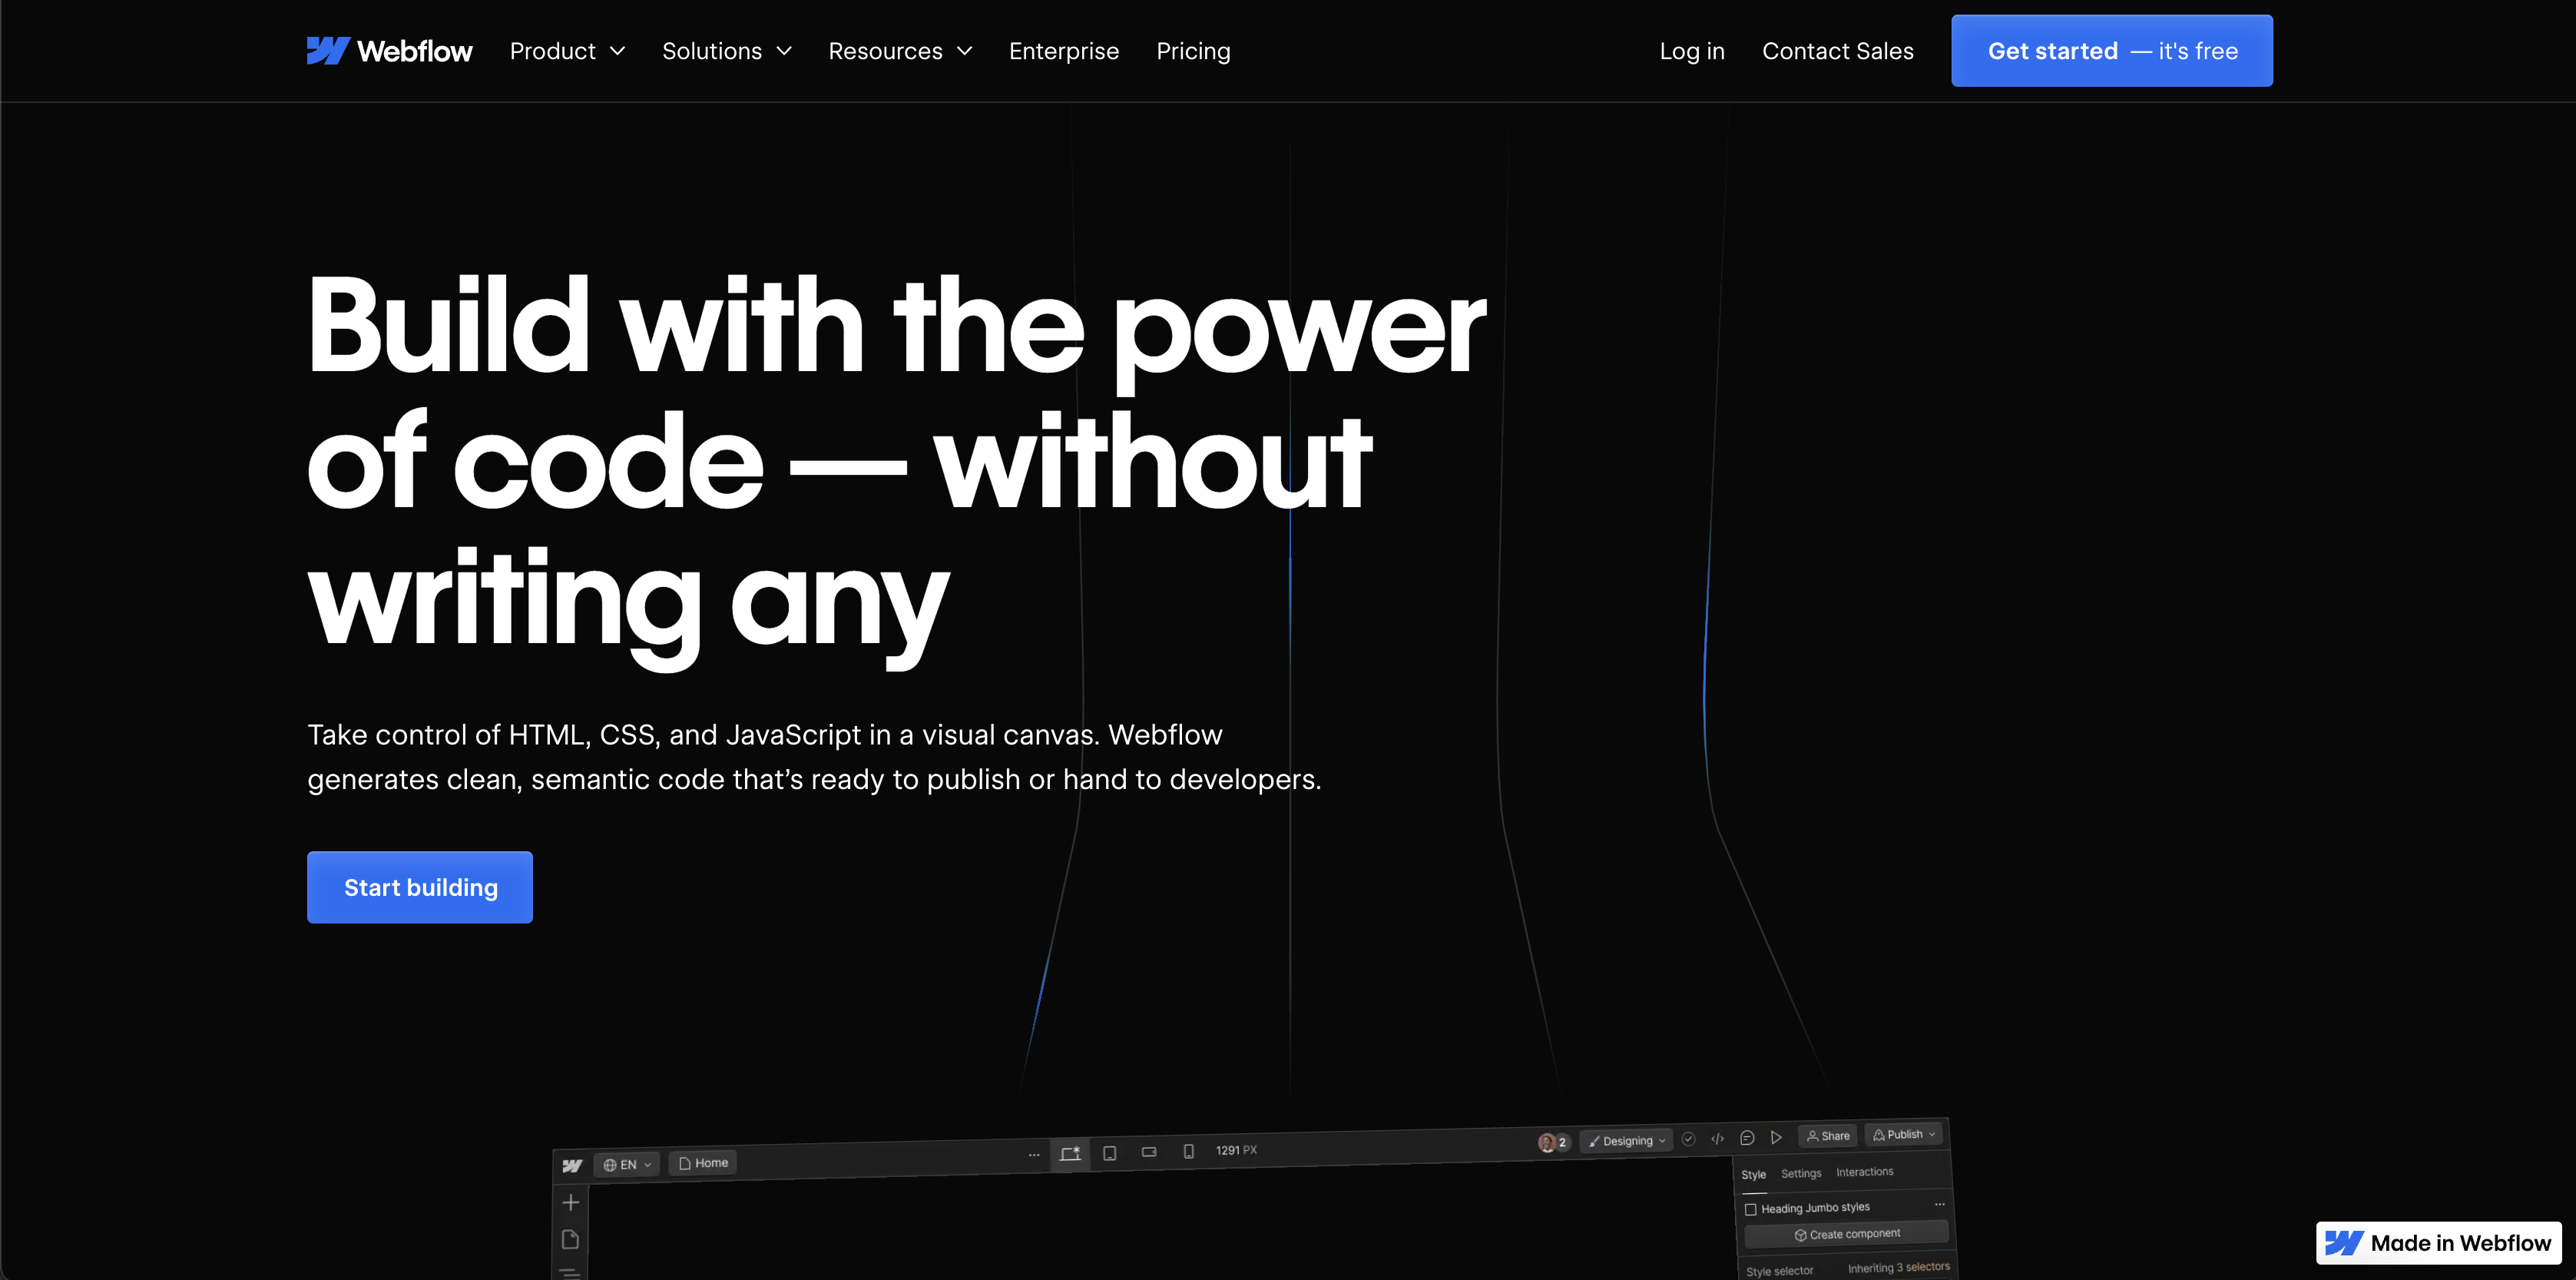 Webflow Product Solutions Resources Enterprise Pricing Log in Contact Sales Get started — it's free
Build with the power
of code — without
writing any
Take control of HTML, CSS, and JavaScript in a visual canvas. Webflow
generates clean, semantic code that’s ready to publish or hand to developers.
Start building
EN Home 1291 PX 2 Designing Share Publish
Style Settings Interactions
Heading Jumbo styles
Create component
Style selector Inheriting 3 selectors
Made in Webflow